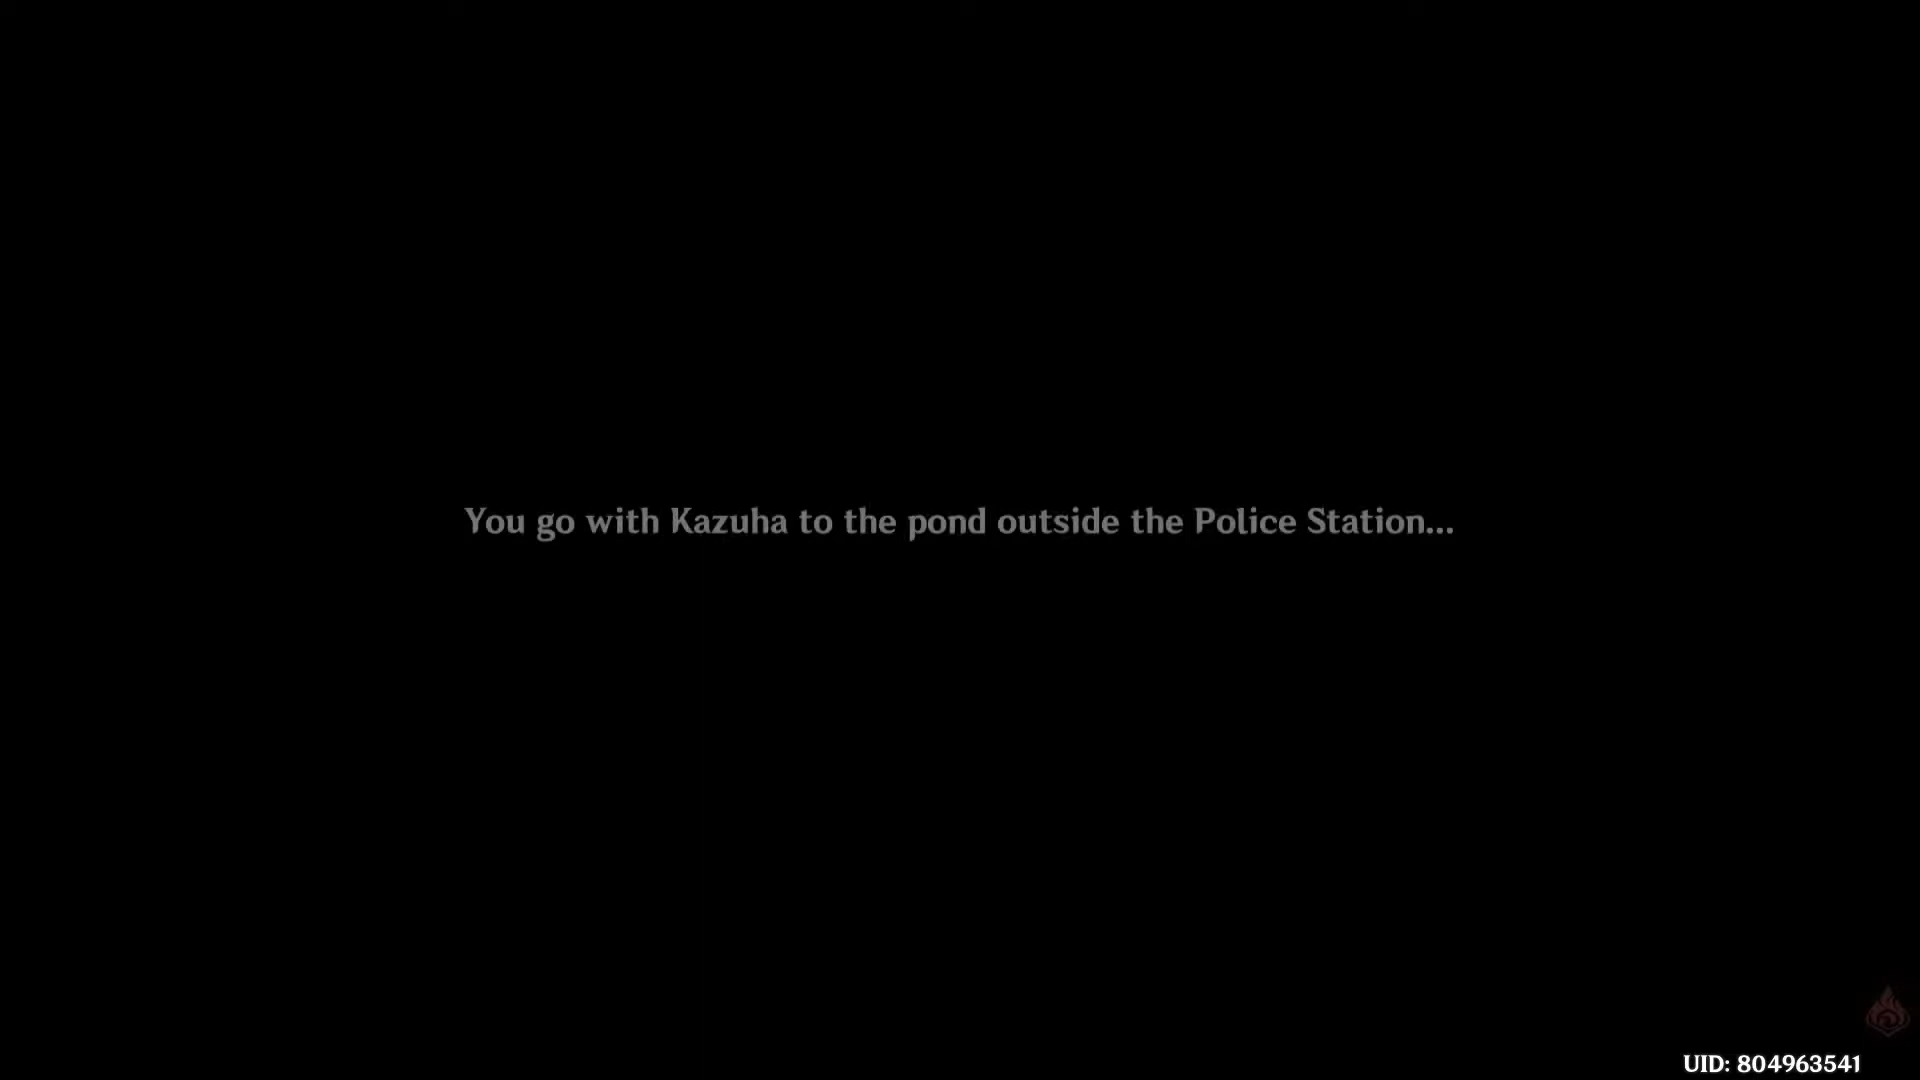 You go with Kazuha to the pond outside the Police Station...
UID: 804963541